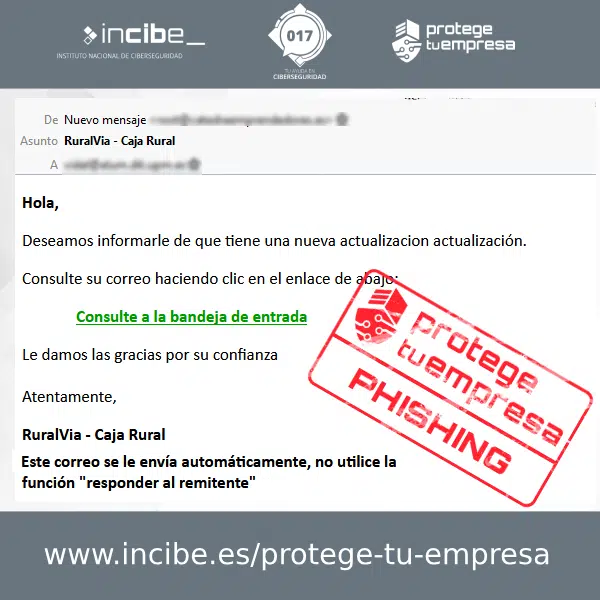 incibe_
INSTITUTO NACIONAL DE CIBERSEGURIDAD
017
TU AYUDA EN
CIBERSEGURIDAD
protege
tuempresa
De Nuevo mensaje
Asunto RuralVia - Caja Rural
A
Hola,
Deseamos informarle de que tiene una nueva actualizacion actualización.
Consulte su correo haciendo clic en el enlace de abajo:
Consulte a la bandeja de entrada
Le damos las gracias por su confianza
Atentamente,
RuralVia - Caja Rural
Este correo se le envía automáticamente, no utilice la
función "responder al remitente"
protege
tuempresa
PHISHING
www.incibe.es/protege-tu-empresa